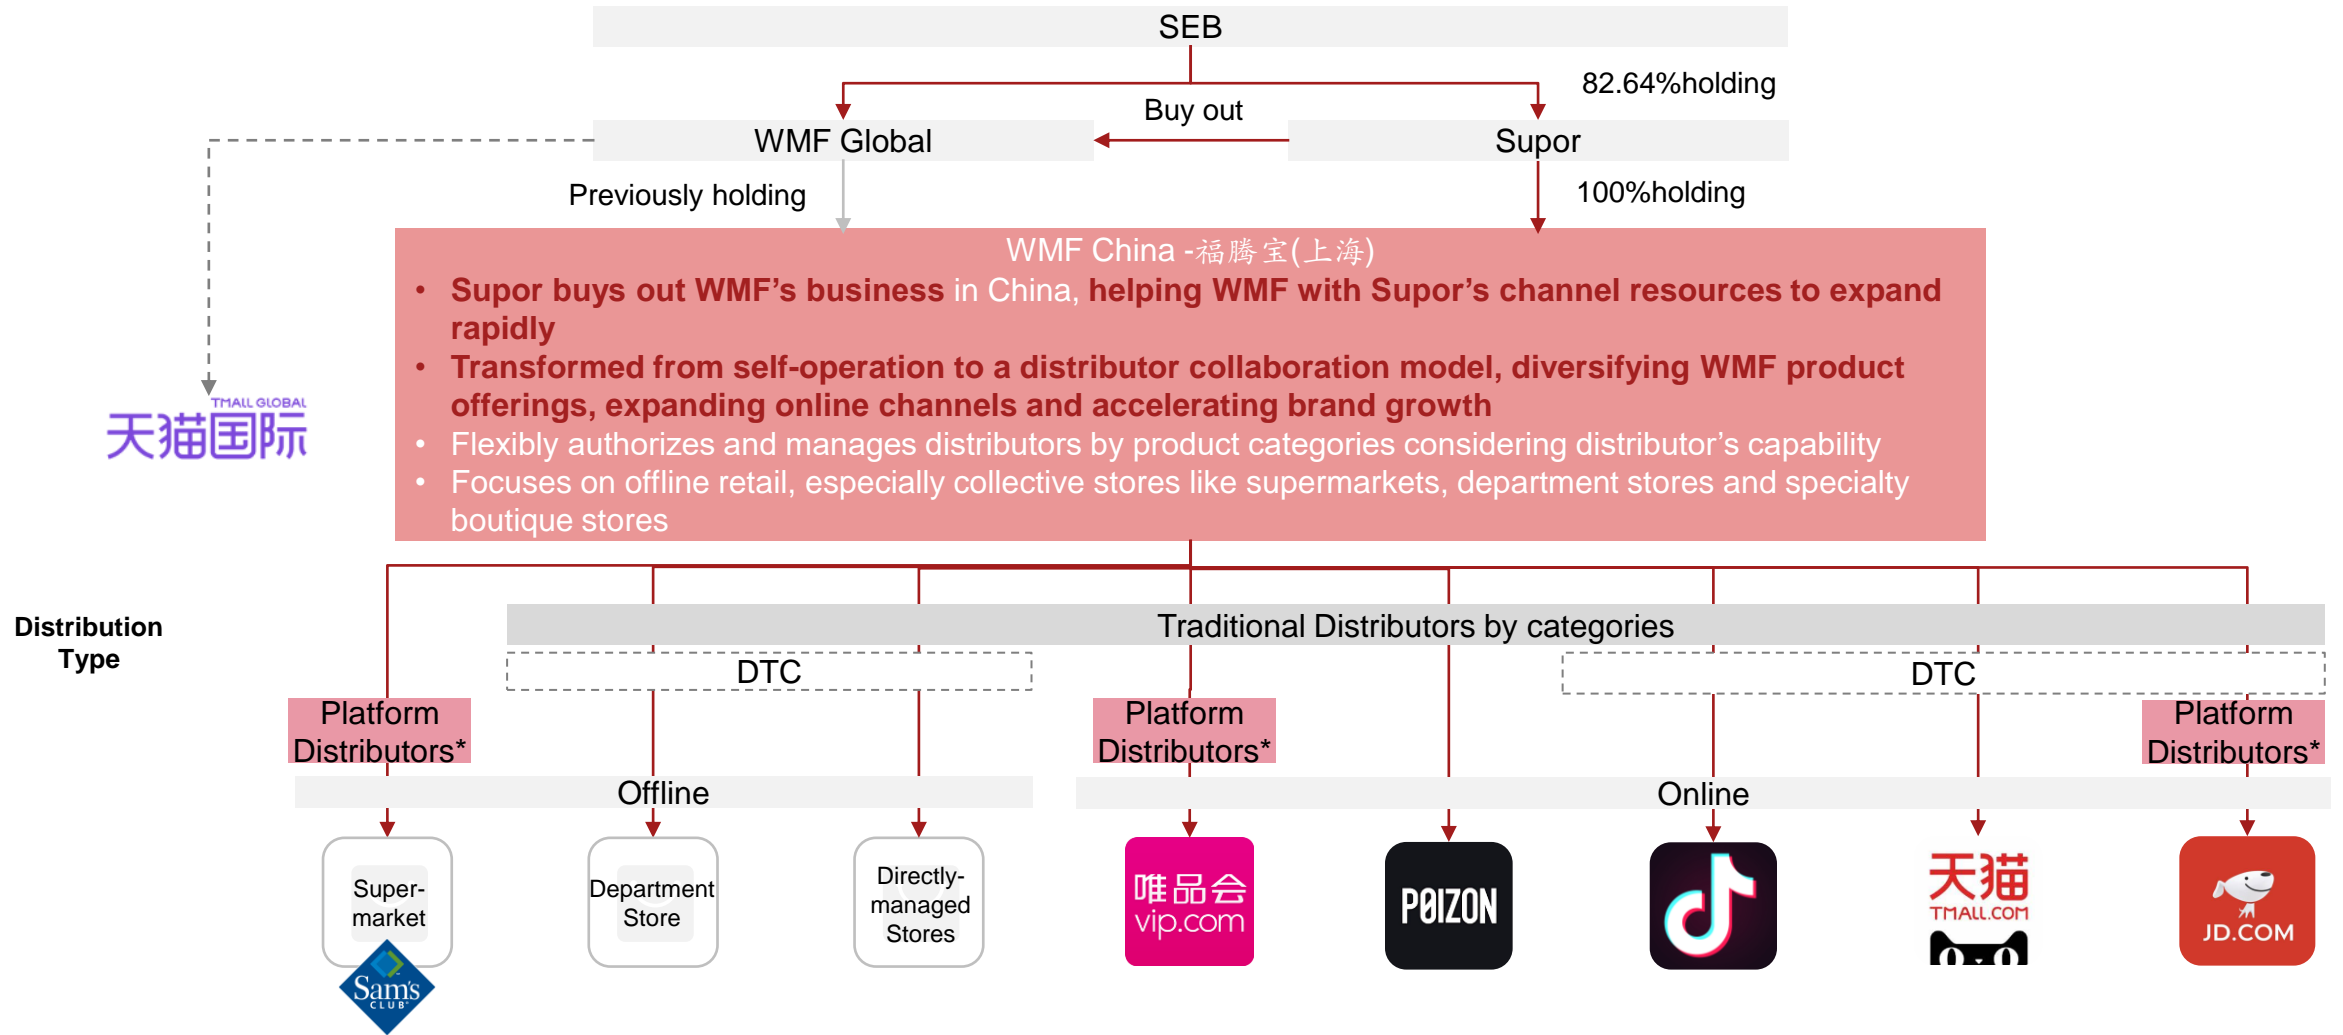 SEB
82.64%holding
Buy out
WMF Global
Supor
Previously holding
100%holding
WMF China -福腾宝(上海)
• Supor buys out WMF’s business in China, helping WMF with Supor’s channel resources to expand
rapidly
• Transformed from self-operation to a distributor collaboration model, diversifying WMF product
offerings, expanding online channels and accelerating brand growth
• Flexibly authorizes and manages distributors by product categories considering distributor’s capability
• Focuses on offline retail, especially collective stores like supermarkets, department stores and specialty
boutique stores
TMALL GLOBAL
天猫国际
Distribution
Type
Traditional Distributors by categories
DTC
DTC
Platform
Distributors*
Platform
Distributors*
Platform
Distributors*
Offline
Online
Super-
market
Sam's
CLUB
Department
Store
Directly-
managed
Stores
唯品会
vip.com
POIZON
天猫
TMALL.COM
JD.COM